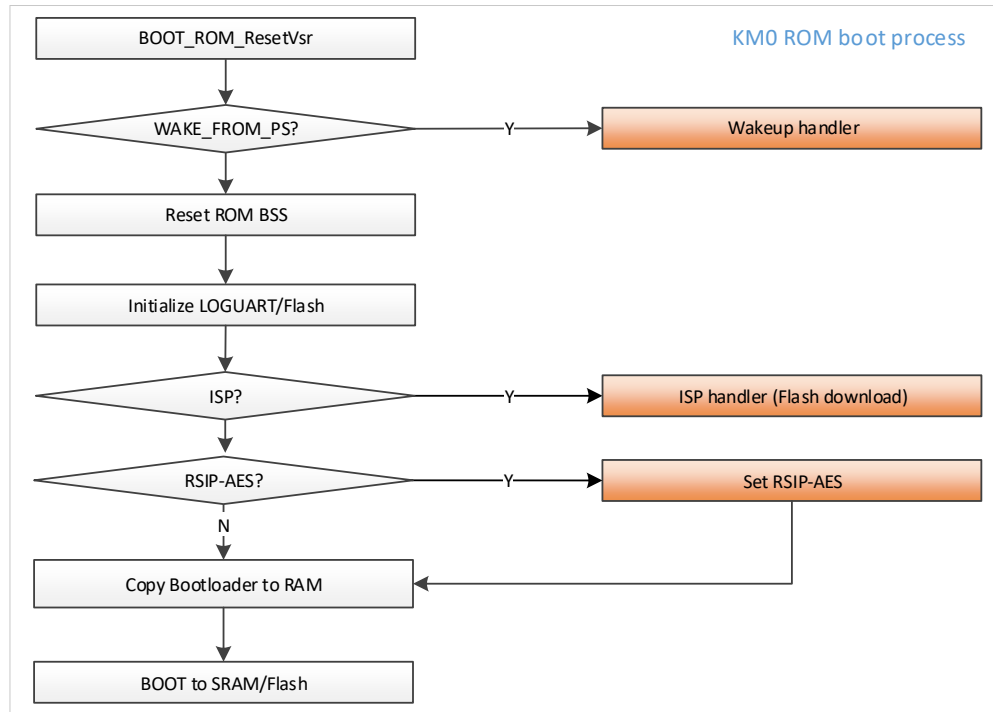 BOOT_ROM_ResetVsr
KM0 ROM boot process
WAKE_FROM_PS?
Y
Wakeup handler
Reset ROM BSS
Initialize LOGUART/Flash
ISP?
Y
ISP handler (Flash download)
RSIP-AES?
Y
Set RSIP-AES
N
Copy Bootloader to RAM
BOOT to SRAM/Flash